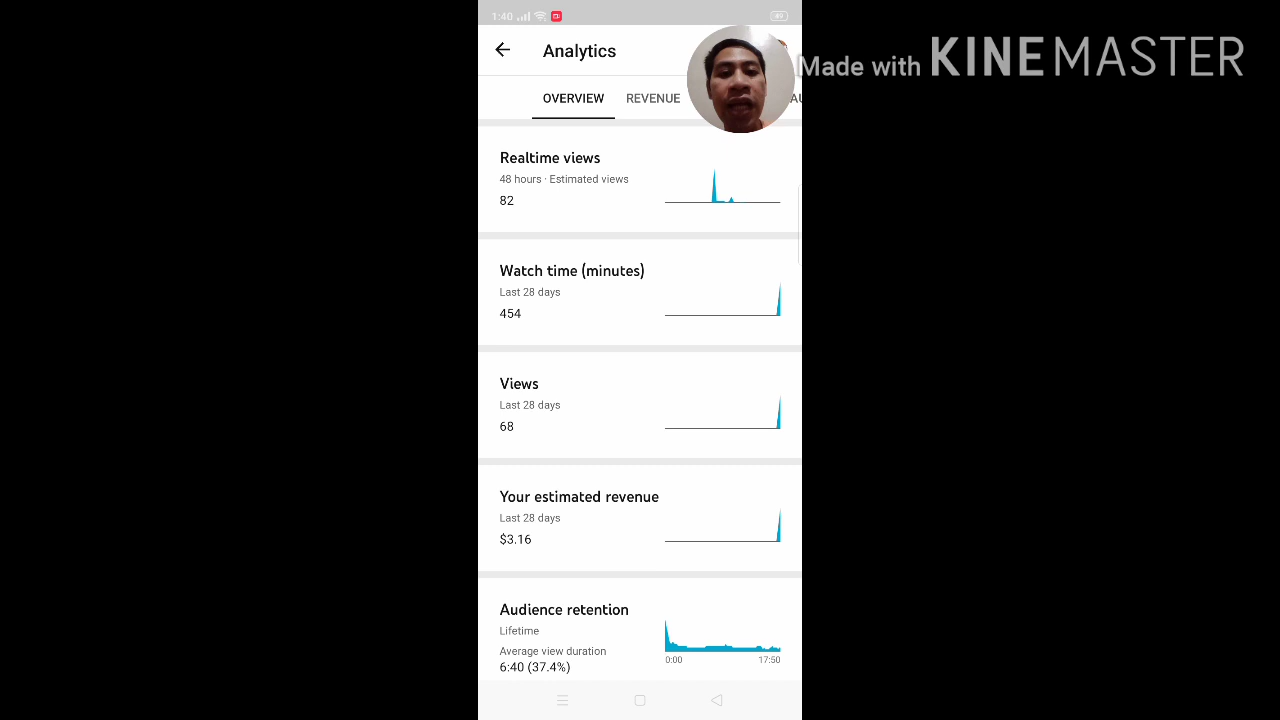 1:40
49
Made with KINEMASTER
Analytics
OVERVIEW REVENUE
Realtime views
48 hours · Estimated views
82
Watch time (minutes)
Last 28 days
454
Views
Last 28 days
68
Your estimated revenue
Last 28 days
$3.16
Audience retention
Lifetime
Average view duration
6:40 (37.4%)
0:00 17:50